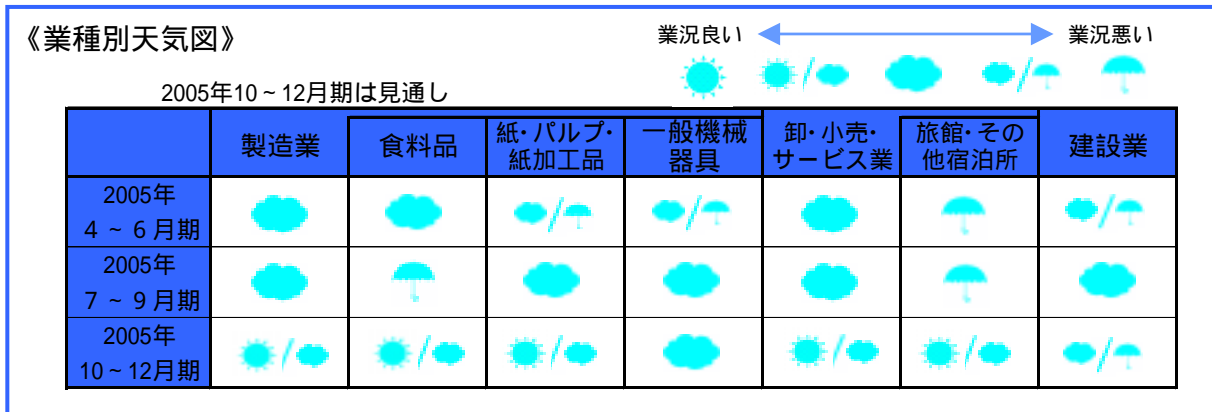 《業種別天気図》
業況良い
業況悪い
2005年10~12月期は見通し
製造業
食料品
紙・パルプ・
紙加工品
一般機械
器具
卸・小売・
サービス業
旅館・その
他宿泊所
建設業
2005年
4~6月期
2005年
7~9月期
2005年
10~12月期